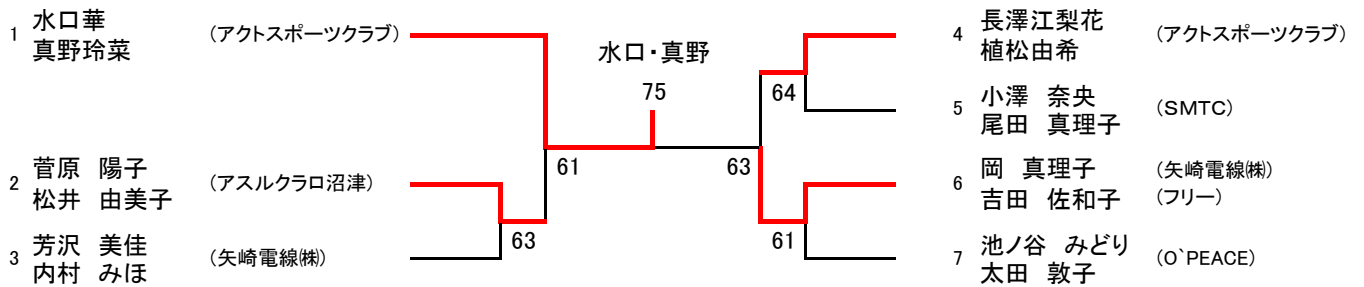 1 水口華 (アクトスポーツクラブ)
真野玲菜
2 菅原 陽子 (アスルクラロ沼津)
松井 由美子
3 芳沢 美佳 (矢崎電線㈱)
内村 みほ
63
61
水口・真野
75
63
64
61
4 長澤江梨花 (アクトスポーツクラブ)
植松由希
5 小澤 奈央 (SMTC)
尾田 真理子
6 岡 真理子 (矢崎電線㈱)
吉田 佐和子 (フリー)
7 池ノ谷 みどり (O`PEACE)
太田 敦子